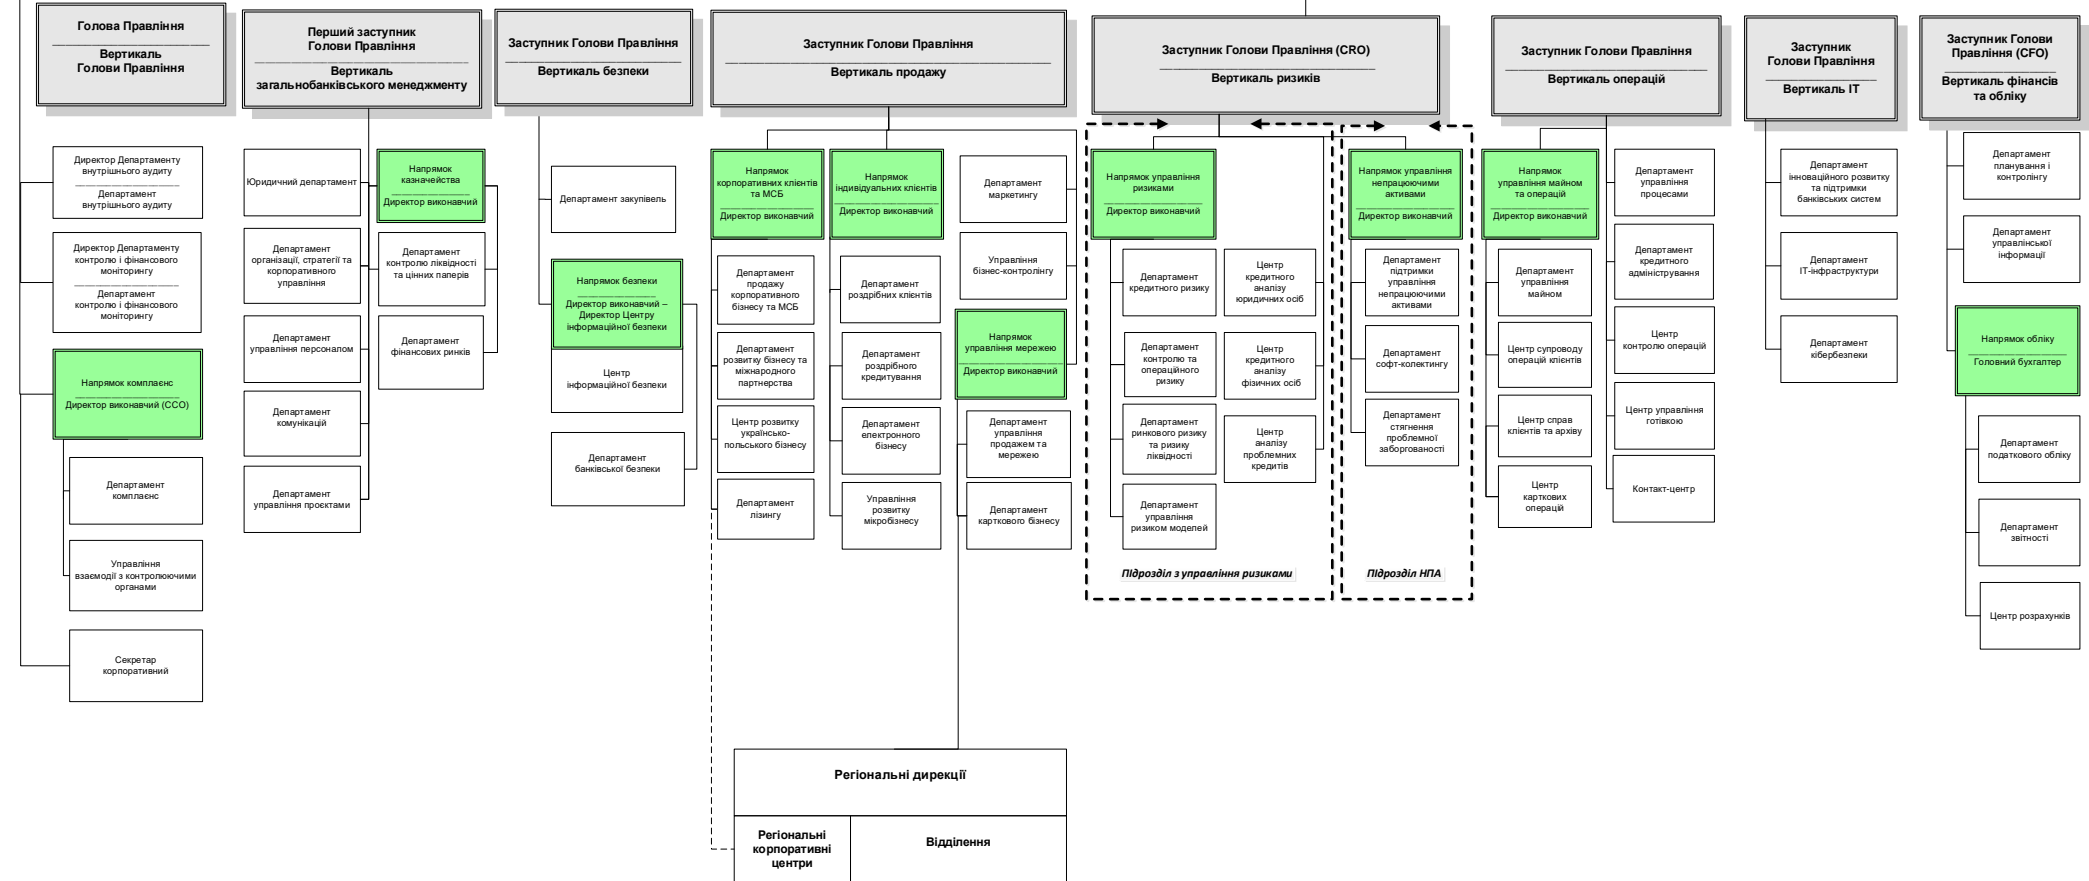 Голова Правління
Вертикаль
Голови Правління
Директор Департаменту
внутрішнього аудиту
Департамент
внутрішнього аудиту
Директор Департаменту
контролю і фінансового
моніторингу
Департамент
контролю і фінансового
моніторингу
Напрямок комплаєнс
Директор виконавчий (ССО)
Департамент
комплаєнс
Управління
взаємодії з контролюючими
органами
Секретар
корпоративний
Перший заступник
Голови Правління
Вертикаль
загальнобанківського менеджменту
Юридичний департамент
Департамент
організації, стратегії та
корпоративного
управління
Департамент
управління персоналом
Департамент
комунікацій
Департамент
управління проєктами
Напрямок
казначейства
Директор виконавчий
Департамент
контролю ліквідності
та цінних паперів
Департамент
фінансових ринків
Заступник Голови Правління
Вертикаль безпеки
Департамент закупівель
Напрямок безпеки
Директор виконавчий –
Директор Центру
інформаційної безпеки
Центр
інформаційної безпеки
Департамент
банківської безпеки
Заступник Голови Правління
Вертикаль продажу
Напрямок
корпоративних клієнтів
та МСБ
Директор виконавчий
Департамент
продажу
корпоративного
бізнесу та МСБ
Департамент
розвитку бізнесу та
міжнародного
партнерства
Центр розвитку
українсько-
польського бізнесу
Департамент
лізингу
Напрямок
індивідуальних клієнтів
Директор виконавчий
Департамент
роздрібних клієнтів
Департамент
роздрібного
кредитування
Департамент
електронного
бізнесу
Управління
розвитку
мікробізнесу
Департамент
маркетингу
Управління
бізнес-контролінгу
Напрямок
управління мережею
Директор виконавчий
Департамент
управління
продажем та
мережею
Департамент
карткового бізнесу
Регіональні дирекції
Регіональні
корпоративні
центри
Відділення
Заступник Голови Правління (CRO)
Вертикаль ризиків
Напрямок управління
ризиками
Директор виконавчий
Департамент
кредитного ризику
Департамент
контролю та
операційного
ризику
Департамент
ринкового ризику
та ризику
ліквідності
Департамент
управління
ризиком моделей
Центр
кредитного
аналізу
юридичних осіб
Центр
кредитного
аналізу
фізичних осіб
Центр
аналізу
проблемних
кредитів
Підрозділ з управління ризиками
Напрямок управління
непрацюючими
активами
Директор виконавчий
Департамент
підтримки
управління
непрацюючими
активами
Департамент
софт-колектингу
Департамент
стягнення
проблемної
заборгованості
Підрозділ НПА
Заступник Голови Правління
Вертикаль операцій
Напрямок
управління майном
та операцій
Директор виконавчий
Департамент
управління
майном
Центр супроводу
операцій клієнтів
Центр справ
клієнтів та архіву
Центр
карткових
операцій
Департамент
управління
процесами
Департамент
кредитного
адміністрування
Центр
контролю операцій
Центр управління
готівкою
Контакт-центр
Заступник
Голови Правління
Вертикаль ІТ
Департамент
інноваційного розвитку
та підтримки
банківських систем
Департамент
ІТ-інфраструктури
Департамент
кібербезпеки
Заступник Голови
Правління (CFO)
Вертикаль фінансів
та обліку
Департамент
планування і
контролінгу
Департамент
управлінської
інформації
Напрямок обліку
Головний бухгалтер
Департамент
податкового обліку
Департамент
звітності
Центр розрахунків